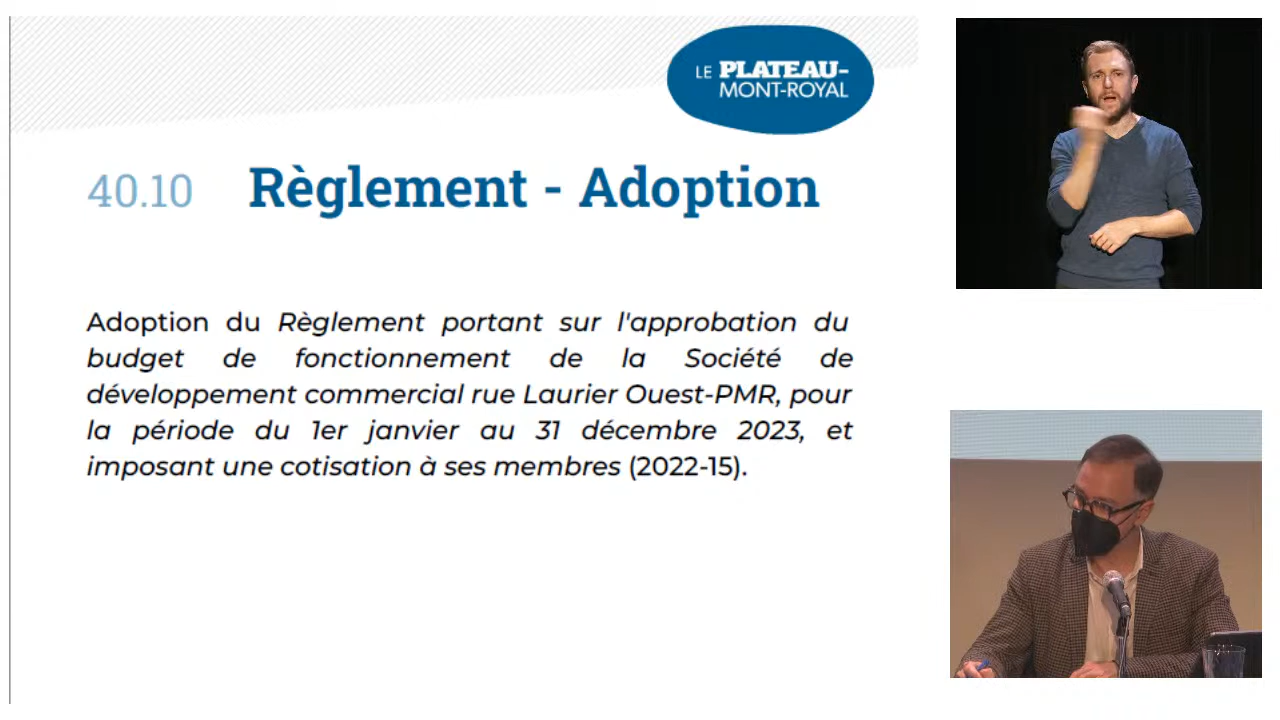 LE PLATEAU-
MONT-ROYAL
40.10 Règlement - Adoption
Adoption du Règlement portant sur l'approbation du
budget de fonctionnement de la Société de
développement commercial rue Laurier Ouest-PMR, pour
la période du 1er janvier au 31 décembre 2023, et
imposant une cotisation à ses membres (2022-15).